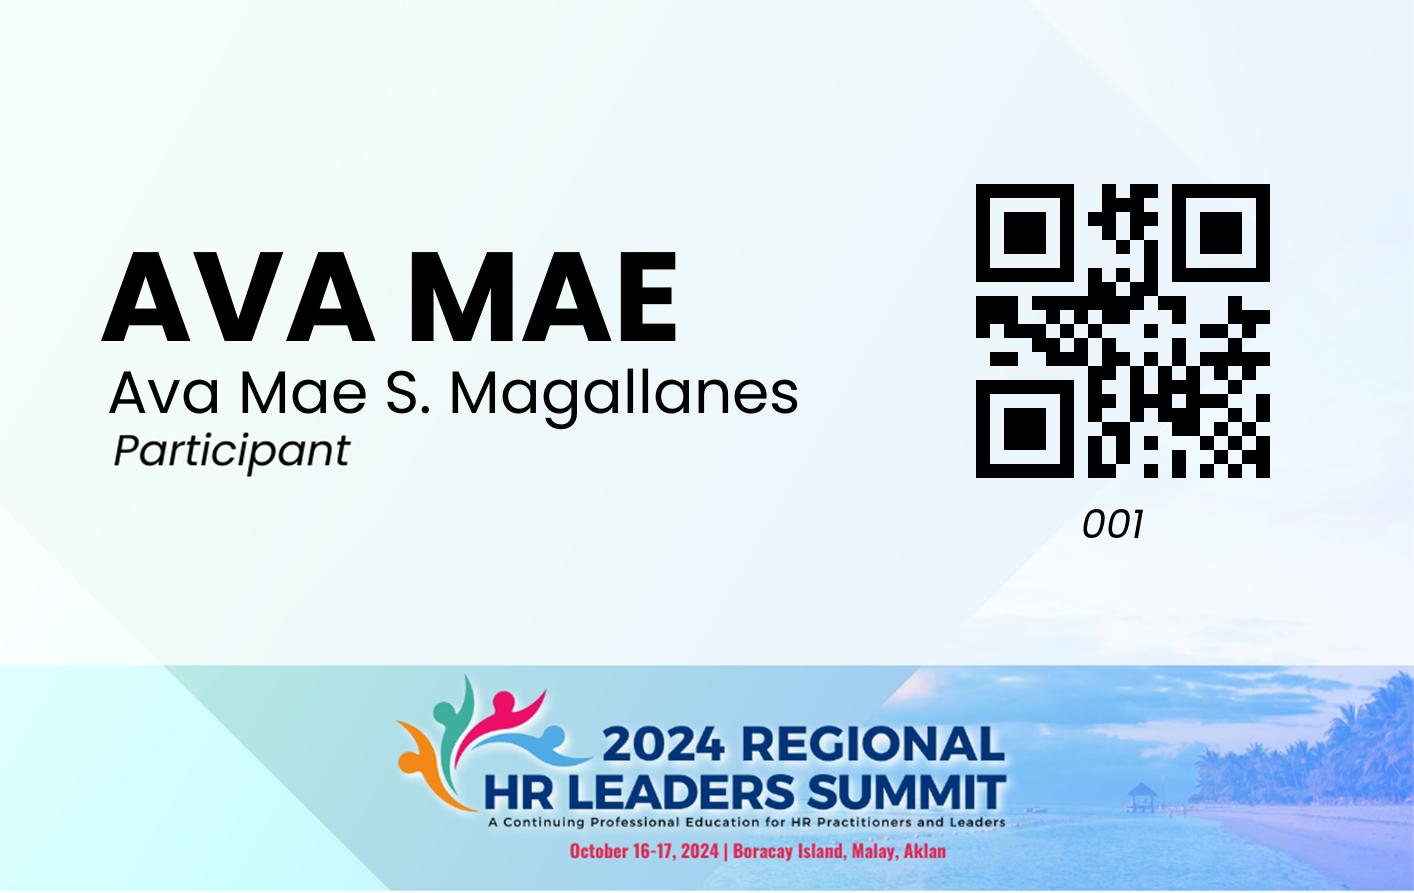 AVA MAE
Ava Mae S. Magallanes
Participant
001
2024 REGIONAL
HR LEADERS SUMMIT
A Continuing Professional Education for HR Practitioners and Leaders
October 16-17, 2024 | Boracay Island, Malay, Aklan